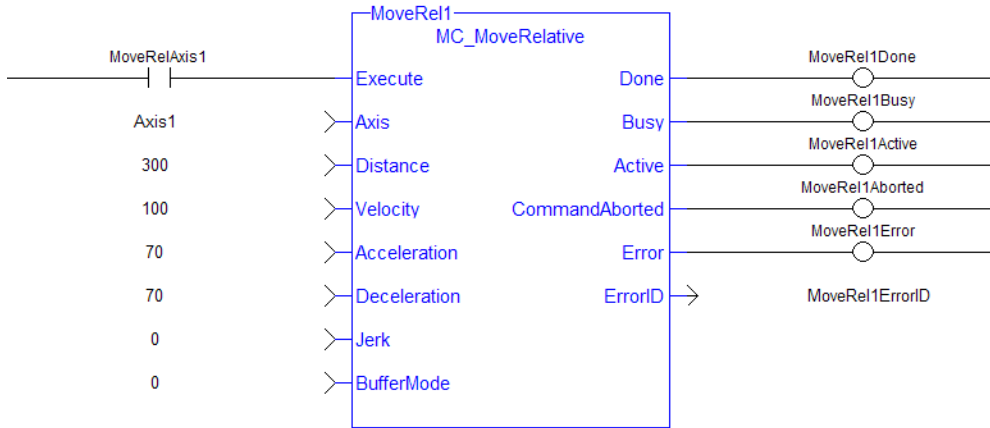 MoveRel1
MC_MoveRelative
MoveRelAxis1 Execute Done MoveRel1Done
Axis1 Axis Busy MoveRel1Busy
300 Distance Active MoveRel1Active
100 Velocity CommandAborted MoveRel1Aborted
70 Acceleration Error MoveRel1Error
70 Deceleration ErrorID MoveRel1ErrorID
0 Jerk
0 BufferMode